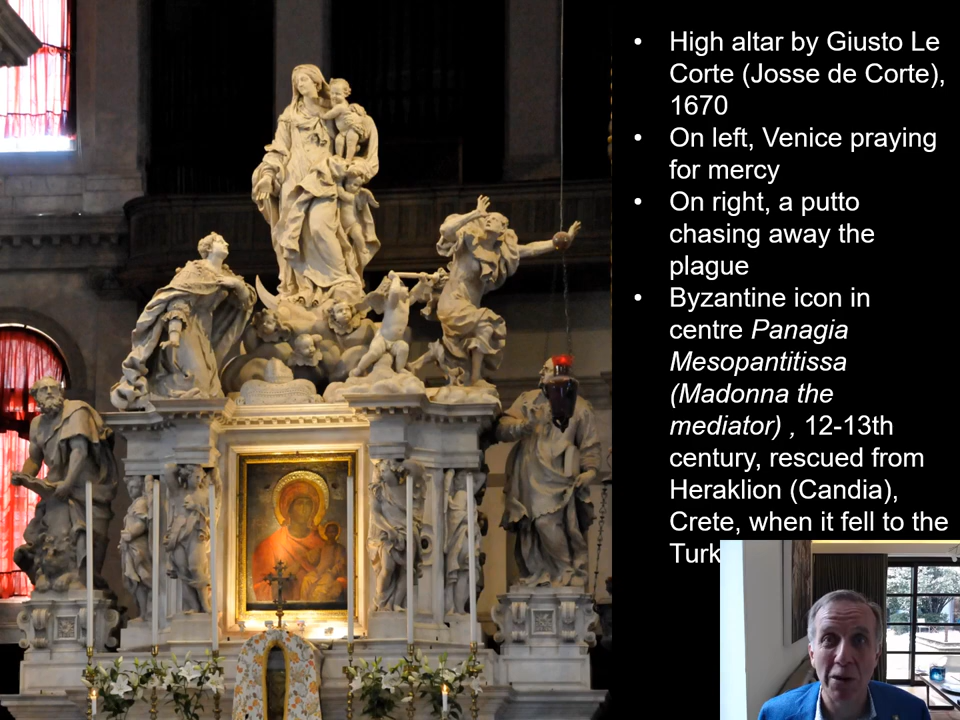 • High altar by Giusto Le
Corte (Josse de Corte),
1670
• On left, Venice praying
for mercy
• On right, a putto
chasing away the
plague
• Byzantine icon in
centre Panagia
Mesopantitissa
(Madonna the
mediator) , 12-13th
century, rescued from
Heraklion (Candia),
Crete, when it fell to the
Turk